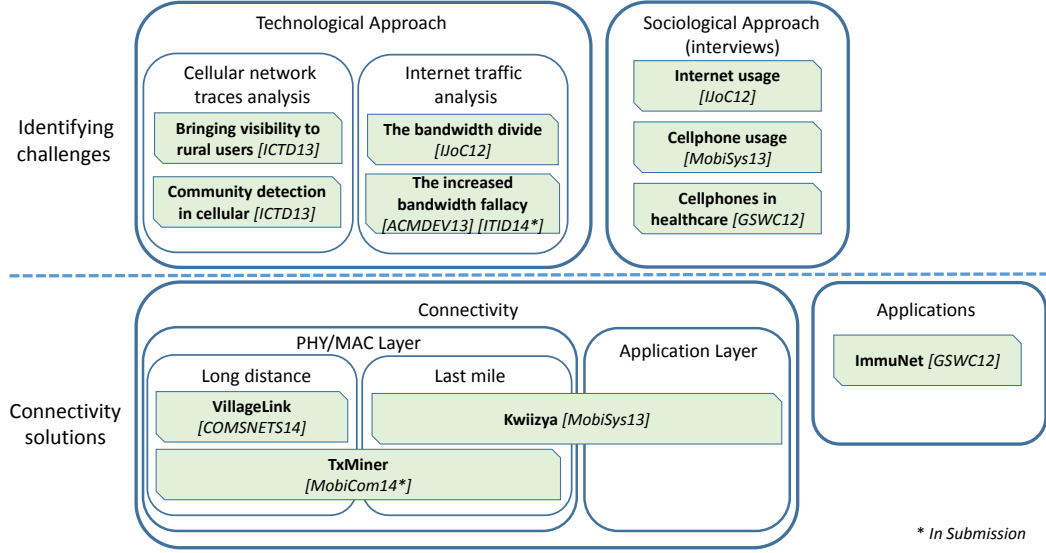 Technological Approach
Sociological Approach
(interviews)
Identifying
challenges
Cellular network
traces analysis
Bringing visibility to
rural users [ICTD13]
Community detection
in cellular [ICTD13]
Internet traffic
analysis
The bandwidth divide
[IJoC12]
The increased
bandwidth fallacy
[ACMDEV13] [ITID14*]
Internet usage
[IJoC12]
Cellphone usage
[MobiSys13]
Cellphones in
healthcare [GSWC12]
Connectivity
solutions
Connectivity
PHY/MAC Layer
Long distance
Last mile
Application Layer
VillageLink
[COMSNETS14]
Kwiizya [MobiSys13]
TxMiner
[MobiCom14*]
Applications
ImmuNet [GSWC12]
* In Submission